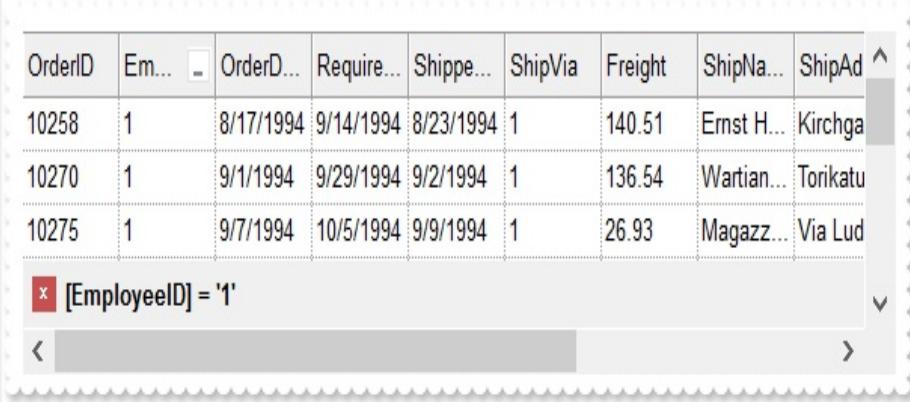 OrderID Em... OrderD... Require... Shippe... ShipVia Freight ShipNa... ShipAd
10258 1 8/17/1994 9/14/1994 8/23/1994 1 140.51 Ernst H... Kirchga
10270 1 9/1/1994 9/29/1994 9/2/1994 1 136.54 Wartian... Torikatu
10275 1 9/7/1994 10/5/1994 9/9/1994 1 26.93 Magazz... Via Lud
x [EmployeeID] = '1'